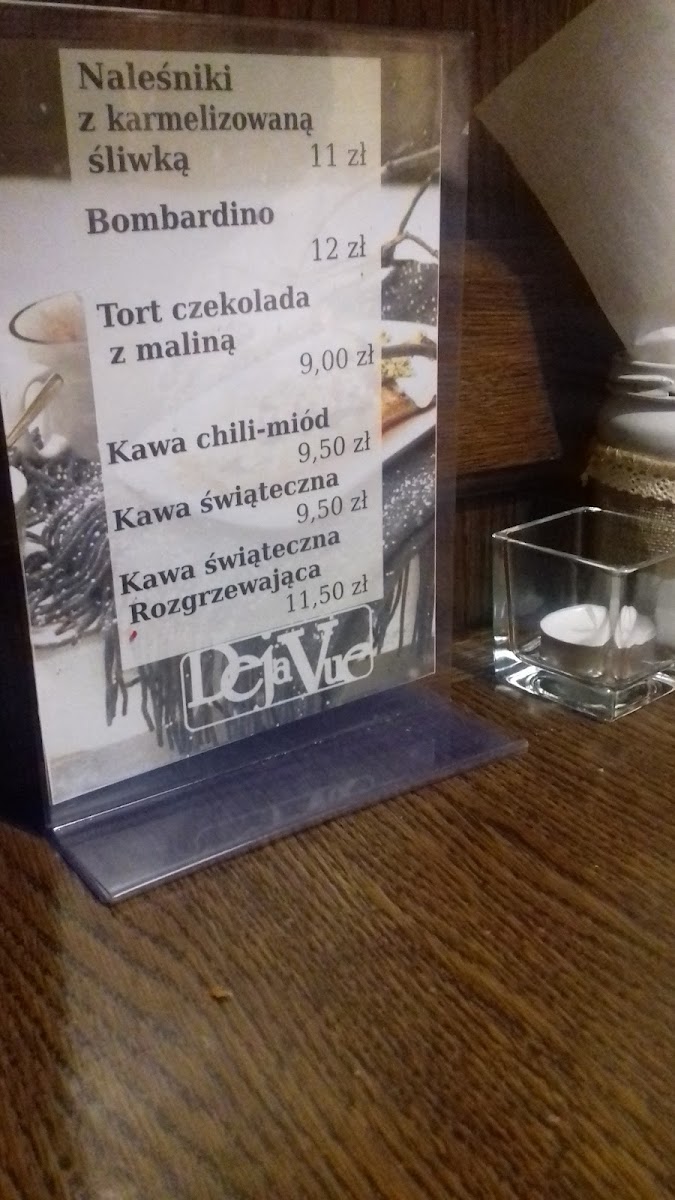 Naleśniki
z karmelizowaną
śliwką 11 zł
Bombardino
12 zł
Tort czekolada
z maliną
9,00 zł
Kawa chili-miód
9,50 zł
Kawa świąteczna
9,50 zł
Kawa świąteczna
Rozgrzewająca
11,50 zł
DejaVue